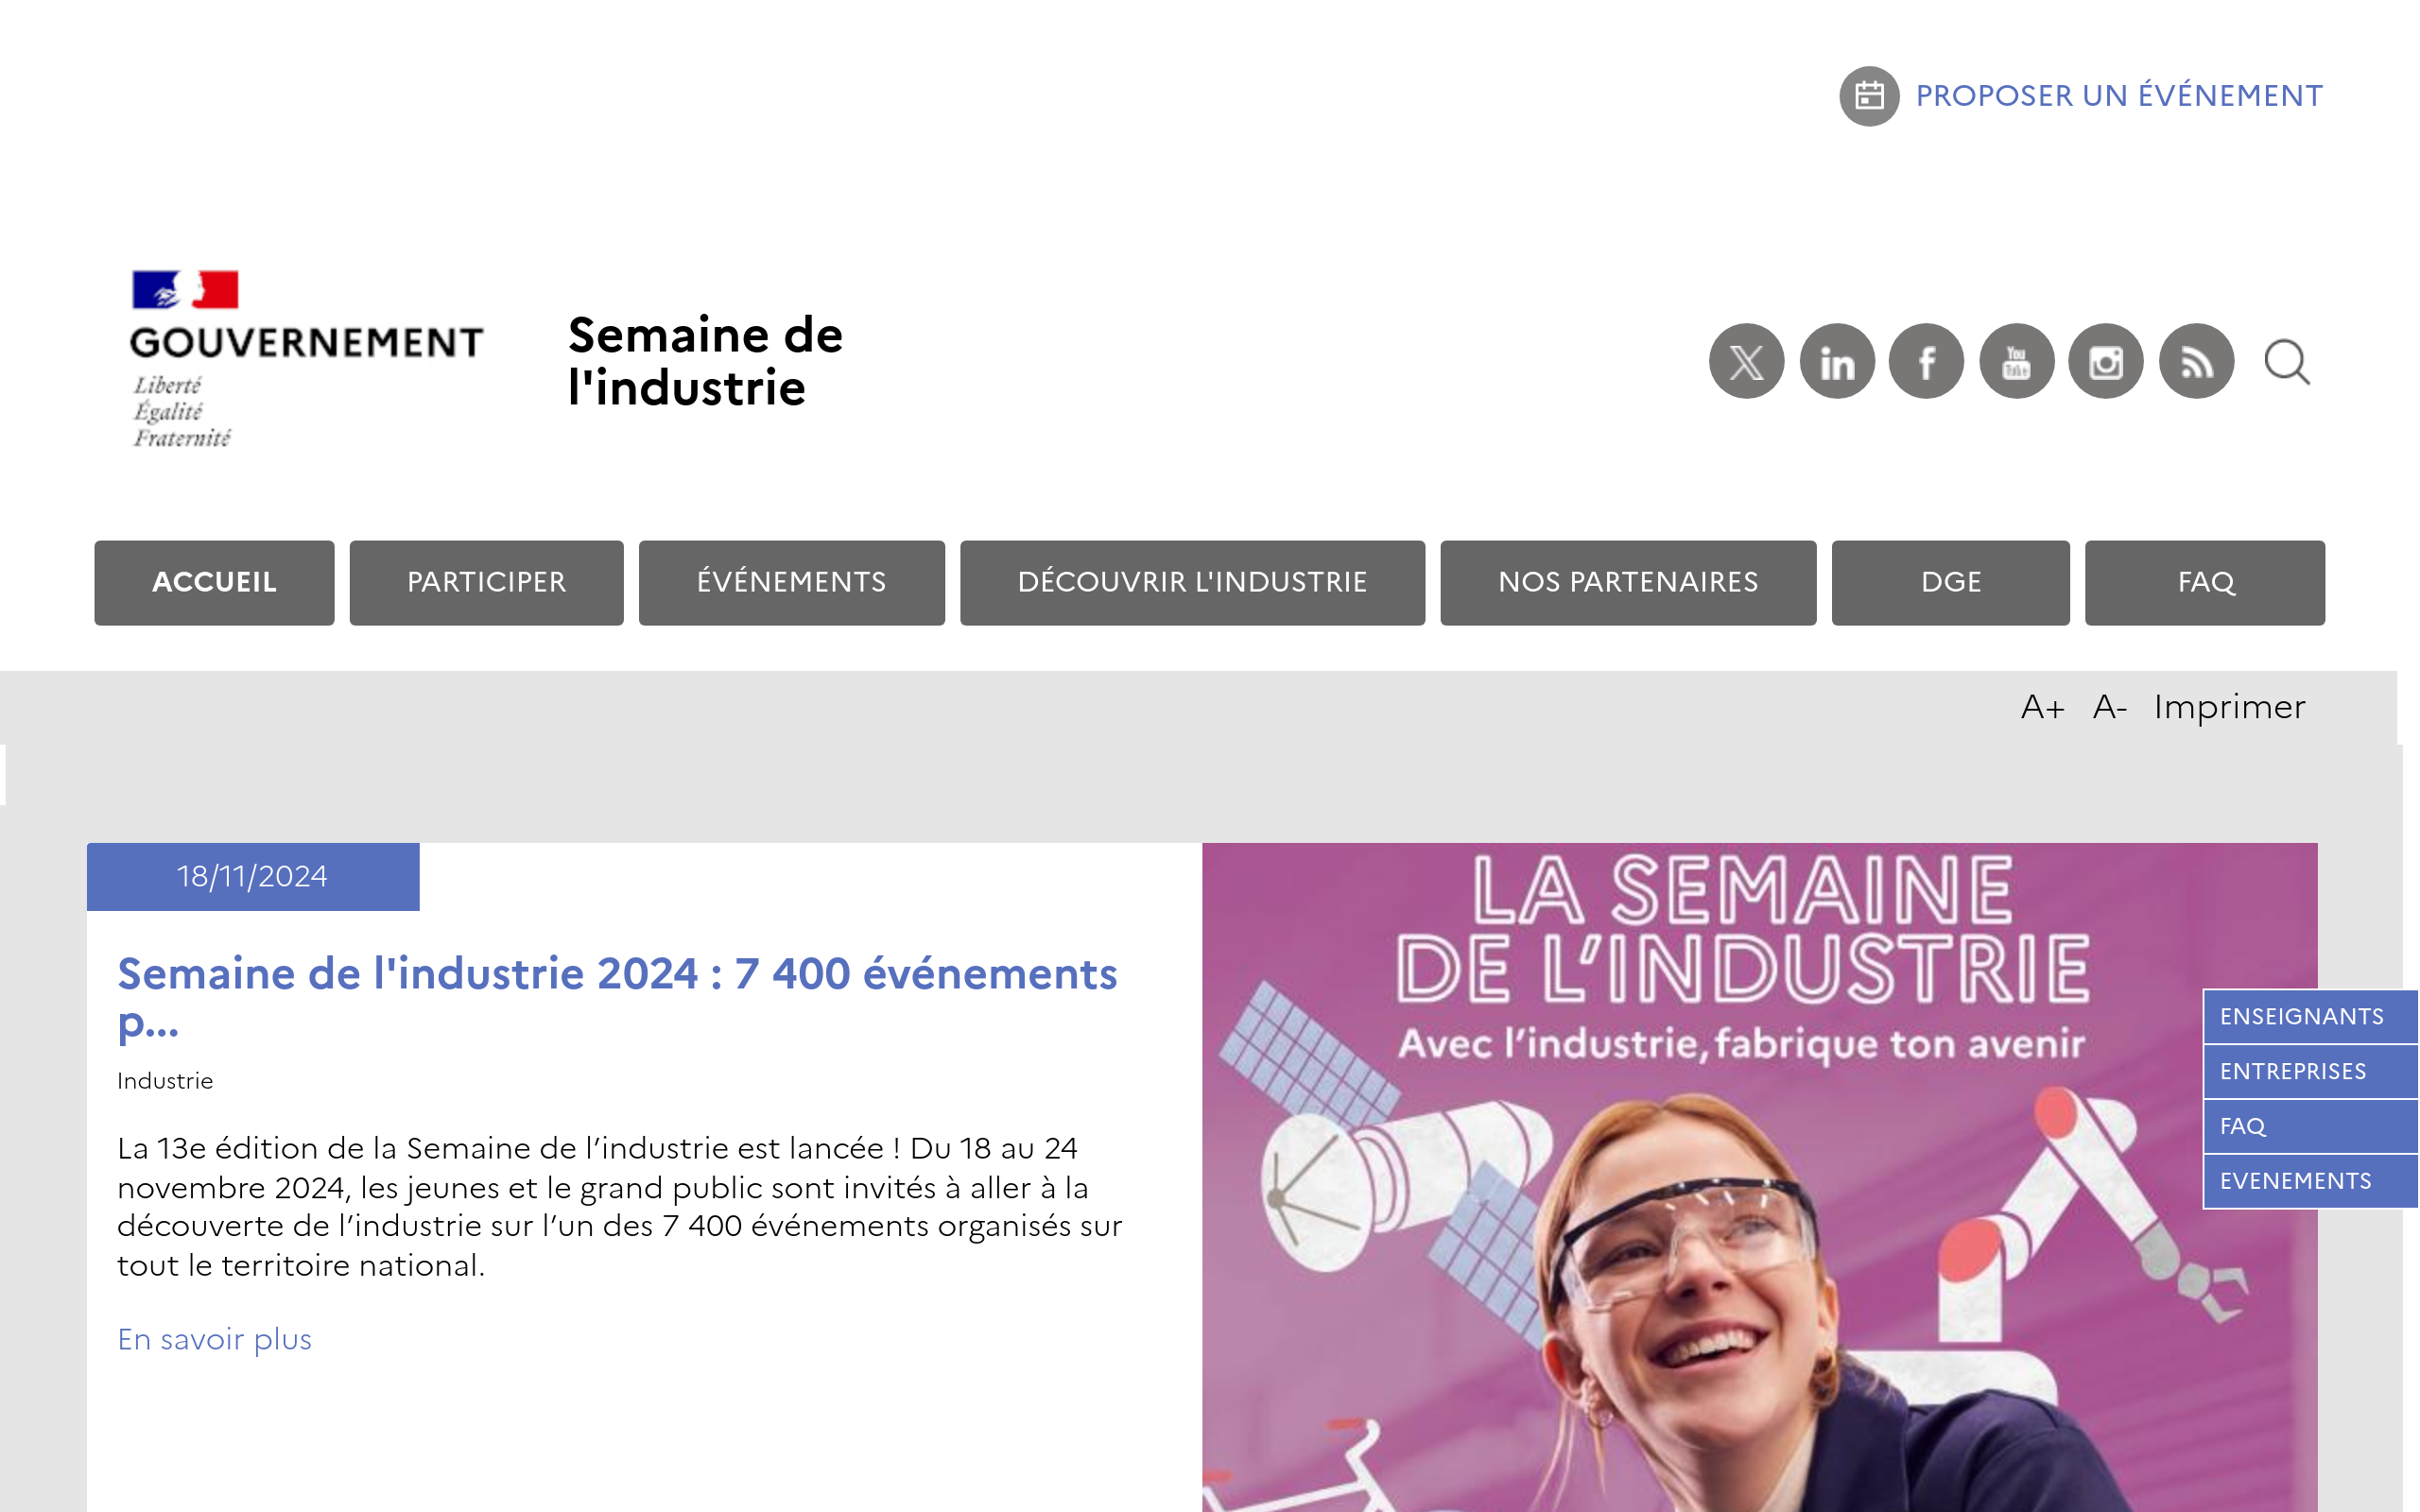 PROPOSER UN ÉVÉNEMENT
GOUVERNEMENT
Liberté
Égalité
Fraternité
Semaine de
l'industrie
in
f
You
Tube
ACCUEIL
PARTICIPER
ÉVÉNEMENTS
DÉCOUVRIR L'INDUSTRIE
NOS PARTENAIRES
DGE
FAQ
A+ A- Imprimer
18/11/2024
Semaine de l'industrie 2024 : 7 400 événements
p...
Industrie
La 13e édition de la Semaine de l’industrie est lancée ! Du 18 au 24
novembre 2024, les jeunes et le grand public sont invités à aller à la
découverte de l’industrie sur l’un des 7 400 événements organisés sur
tout le territoire national.
En savoir plus
LA SEMAINE
DE L’INDUSTRIE
Avec l’industrie, fabrique ton avenir
ENSEIGNANTS
ENTREPRISES
FAQ
EVENEMENTS